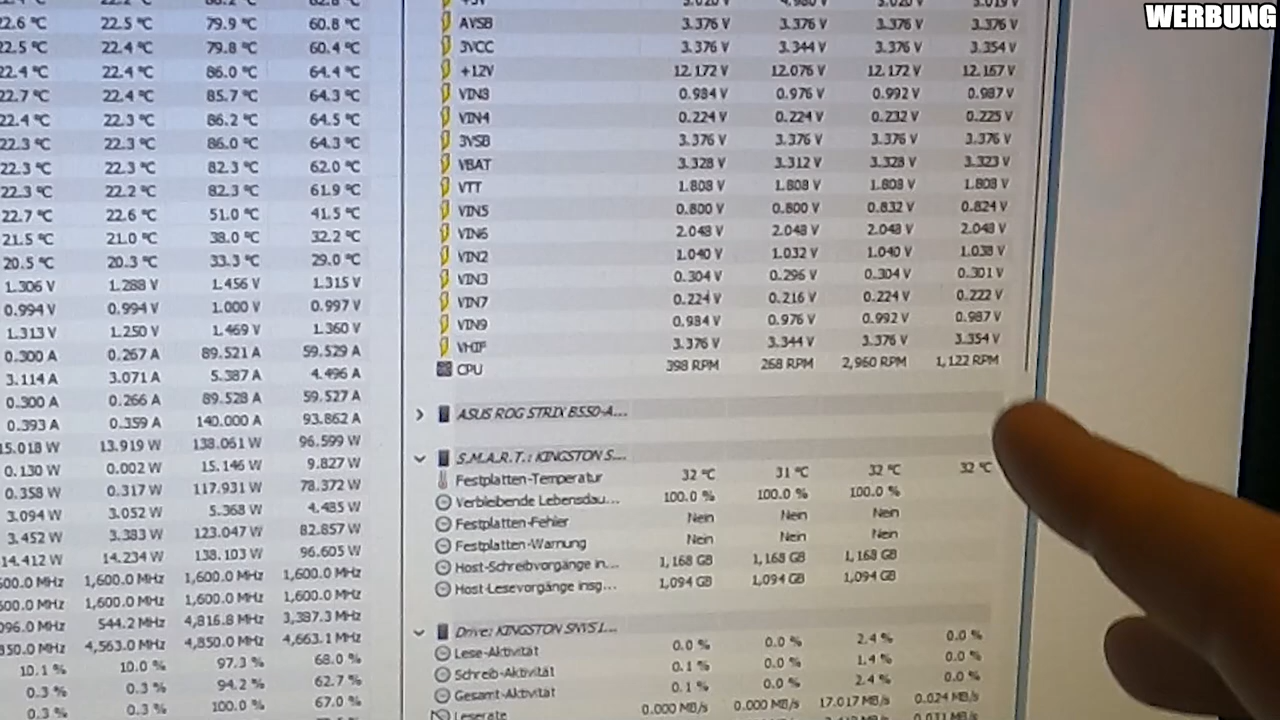 WERBUNG
22.6 °C 22.5 °C 79.9 °C 60.8 °C
22.5 °C 22.4 °C 79.8 °C 60.4 °C
22.4 °C 22.4 °C 86.0 °C 64.4 °C
22.7 °C 22.4 °C 85.7 °C 64.3 °C
22.4 °C 22.3 °C 86.2 °C 64.5 °C
22.3 °C 22.3 °C 86.0 °C 64.3 °C
22.3 °C 22.3 °C 82.3 °C 62.0 °C
22.3 °C 22.2 °C 82.3 °C 61.9 °C
22.7 °C 22.6 °C 51.0 °C 41.5 °C
21.5 °C 21.0 °C 38.0 °C 32.2 °C
20.5 °C 20.3 °C 33.3 °C 29.0 °C
1.306 V 1.288 V 1.456 V 1.315 V
0.994 V 0.994 V 1.000 V 0.997 V
1.313 V 1.250 V 1.469 V 1.360 V
0.300 A 0.267 A 89.521 A 59.529 A
3.114 A 3.071 A 5.387 A 4.496 A
0.300 A 0.266 A 89.528 A 59.527 A
0.393 A 0.359 A 140.000 A 93.862 A
15.018 W 13.919 W 138.061 W 96.599 W
0.130 W 0.002 W 15.146 W 9.827 W
0.358 W 0.317 W 117.931 W 78.372 W
3.094 W 3.052 W 5.368 W 4.485 W
3.452 W 3.383 W 123.047 W 82.857 W
14.412 W 14.234 W 138.103 W 96.605 W
600.0 MHz 1,600.0 MHz 1,600.0 MHz 1,600.0 MHz
600.0 MHz 1,600.0 MHz 1,600.0 MHz 1,600.0 MHz
096.0 MHz 544.2 MHz 4,816.8 MHz 3,387.3 MHz
850.0 MHz 4,563.0 MHz 4,850.0 MHz 4,663.1 MHz
10.1 % 10.0 % 97.3 % 68.0 %
0.3 % 0.3 % 94.2 % 62.7 %
0.3 % 0.3 % 100.0 % 67.0 %
+5V
AVSB 3.376 V 3.376 V 3.376 V 3.376 V
3VCC 3.376 V 3.344 V 3.376 V 3.354 V
+12V 12.172 V 12.076 V 12.172 V 12.167 V
VIN8 0.984 V 0.976 V 0.992 V 0.987 V
VIN4 0.224 V 0.224 V 0.232 V 0.225 V
3VSB 3.376 V 3.376 V 3.376 V 3.376 V
VBAT 3.328 V 3.312 V 3.328 V 3.323 V
VTT 1.808 V 1.808 V 1.808 V 1.808 V
VIN5 0.800 V 0.800 V 0.832 V 0.824 V
VIN6 2.048 V 2.048 V 2.048 V 2.048 V
VIN2 1.040 V 1.032 V 1.040 V 1.038 V
VIN3 0.304 V 0.296 V 0.304 V 0.301 V
VIN7 0.224 V 0.216 V 0.224 V 0.222 V
VIN9 0.984 V 0.976 V 0.992 V 0.987 V
VHIF 3.376 V 3.344 V 3.376 V 3.354 V
CPU 398 RPM 268 RPM 2,960 RPM 1,122 RPM
ASUS ROG STRIX B550-A...
S.M.A.R.T.: KINGSTON S...
Festplatten-Temperatur 32 °C 31 °C 32 °C 32 °C
Verbleibende Lebensdau... 100.0 % 100.0 % 100.0 %
Festplatten-Fehler Nein Nein Nein
Festplatten-Warnung Nein Nein Nein
Host-Schreibvorgänge in... 1,168 GB 1,168 GB 1,168 GB
Host-Lesevorgänge insg... 1,094 GB 1,094 GB 1,094 GB
Drive: KINGSTON SNVS1...
Lese-Aktivität 0.0 % 0.0 % 2.4 % 0.0 %
Schreib-Aktivität 0.1 % 0.0 % 1.4 % 0.0 %
Gesamt-Aktivität 0.1 % 0.0 % 2.4 % 0.0 %
Leserate 0.000 MB/s 0.000 MB/s 17.017 MB/s 0.024 MB/s